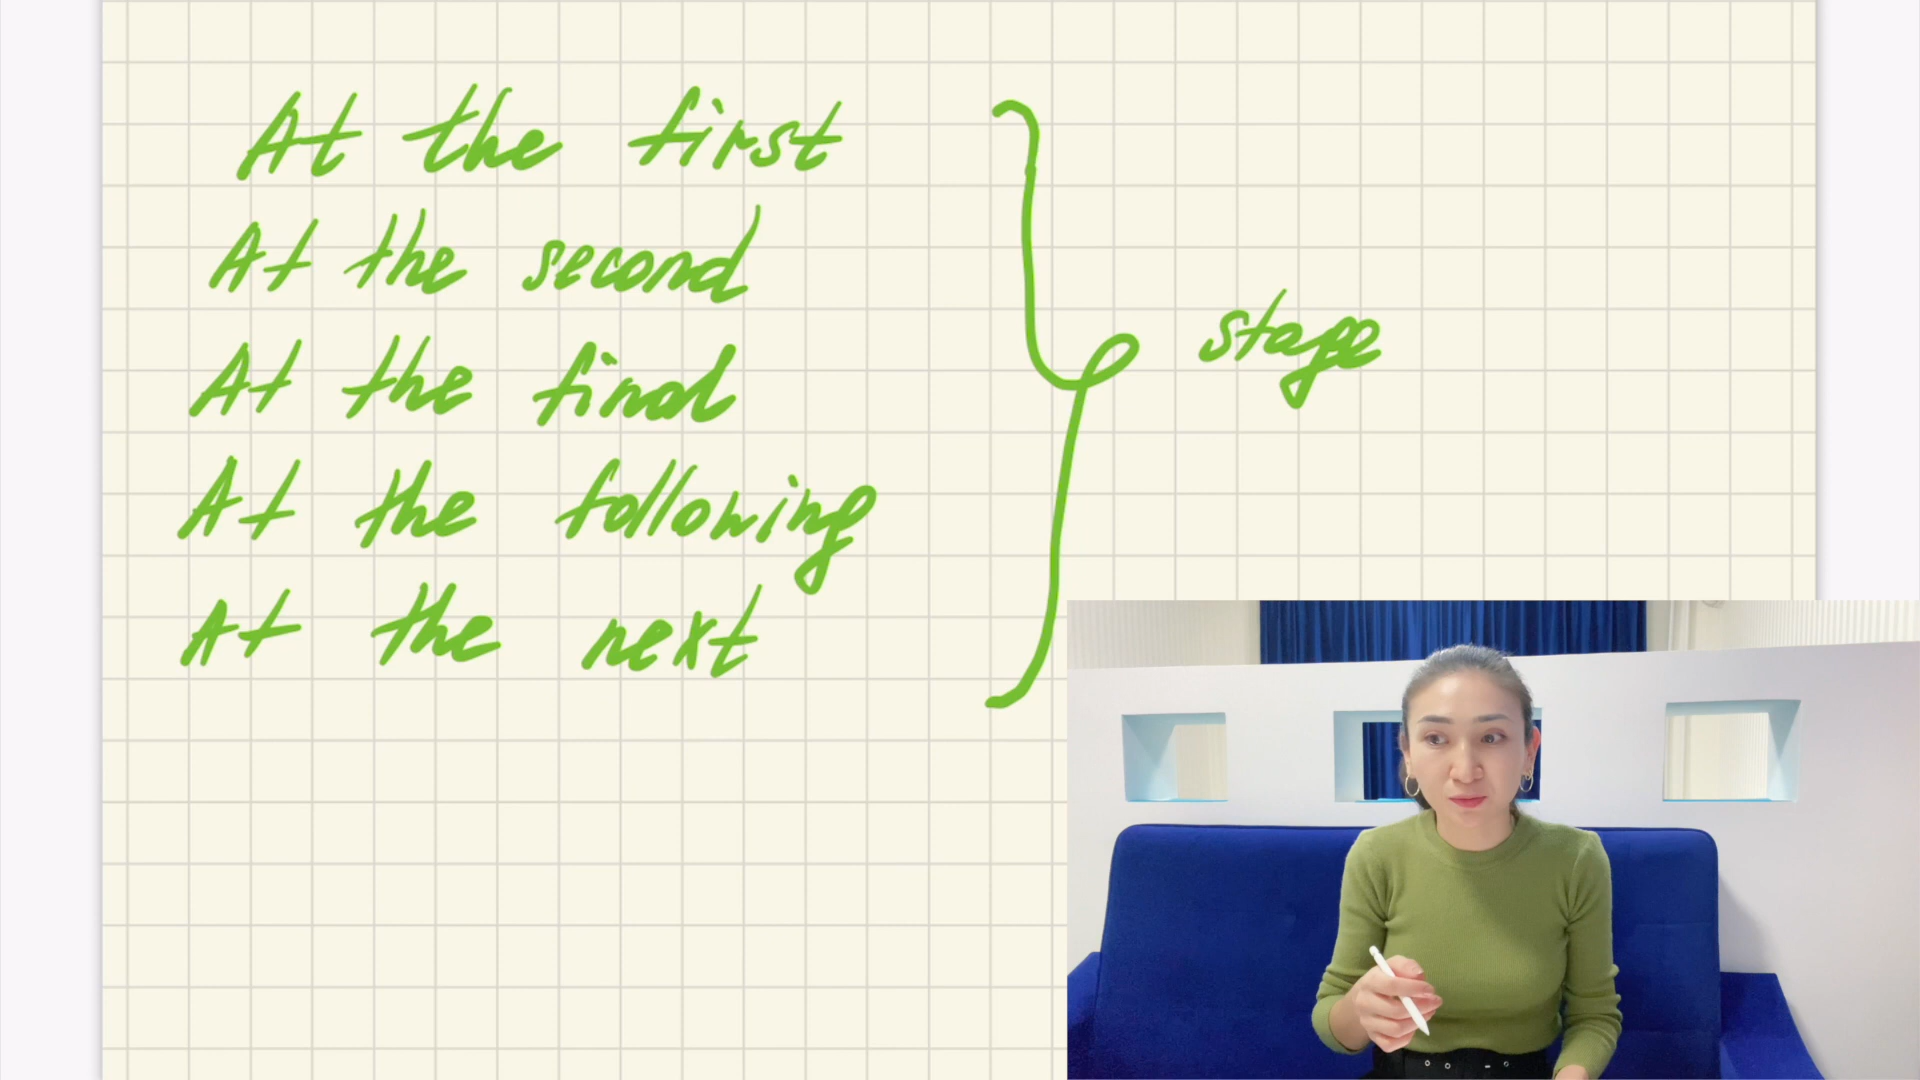 At the first
At the second
At the final
At the following
At the next
stage